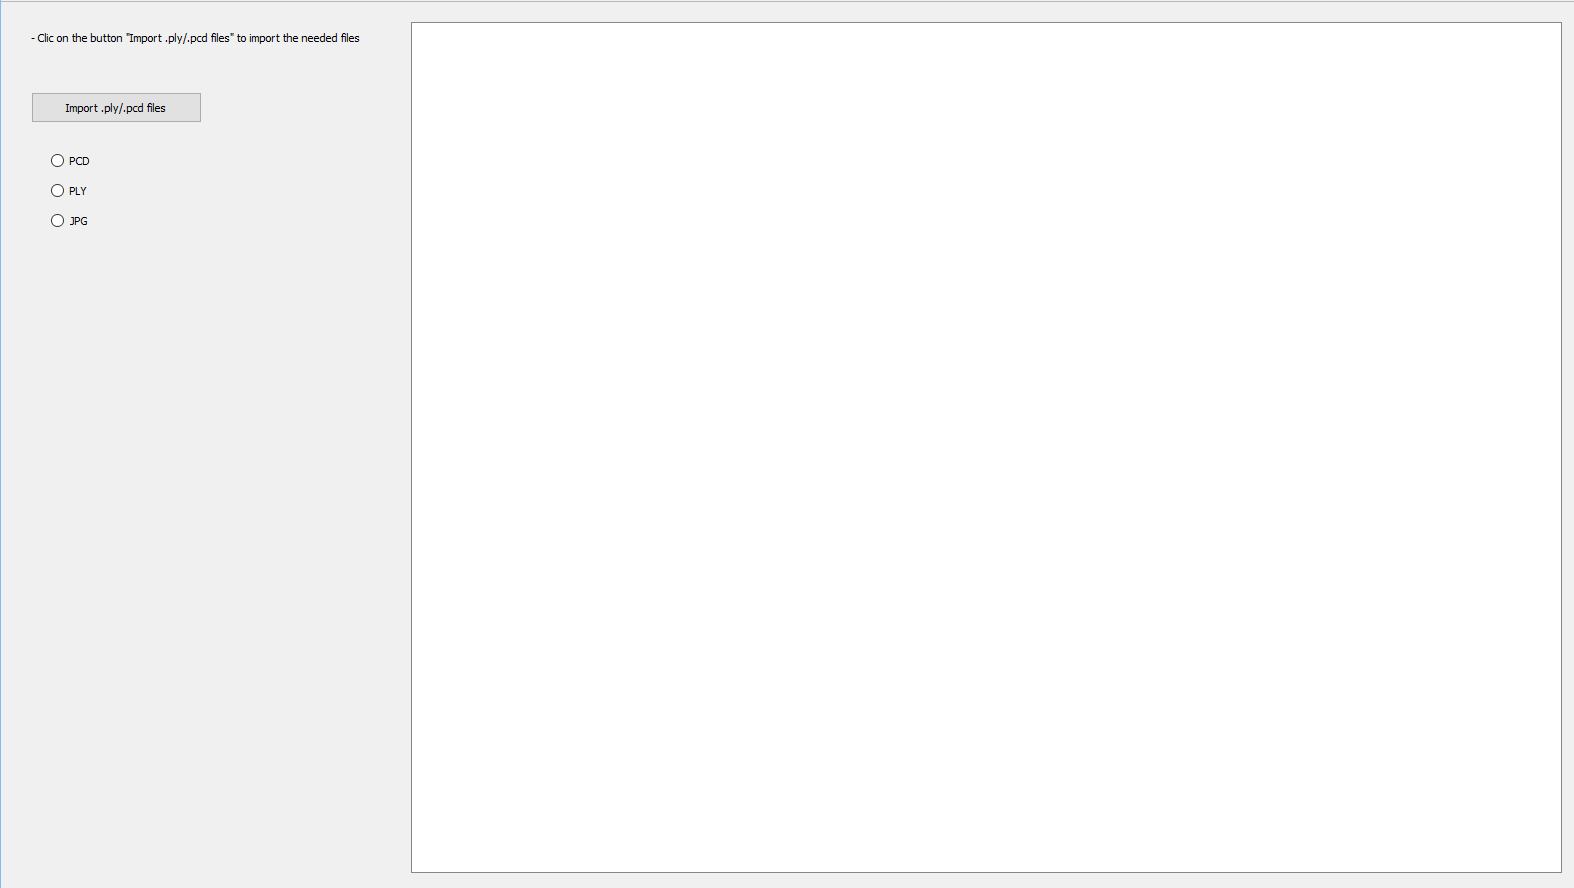 - Clic on the button "Import .ply/.pcd files" to import the needed files
Import .ply/.pcd files
PCD
PLY
JPG